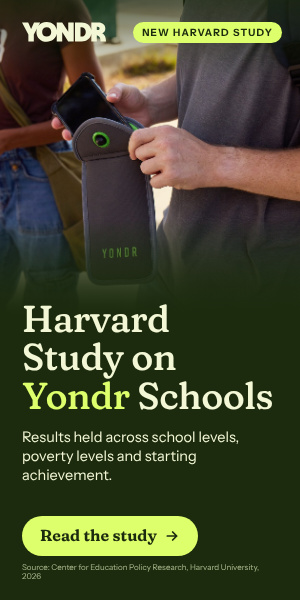 YONDR
NEW HARVARD STUDY
YONDR
Harvard
Study on
Yondr Schools
Results held across school levels,
poverty levels and starting
achievement.
Read the study →
Source: Center for Education Policy Research, Harvard University,
2026